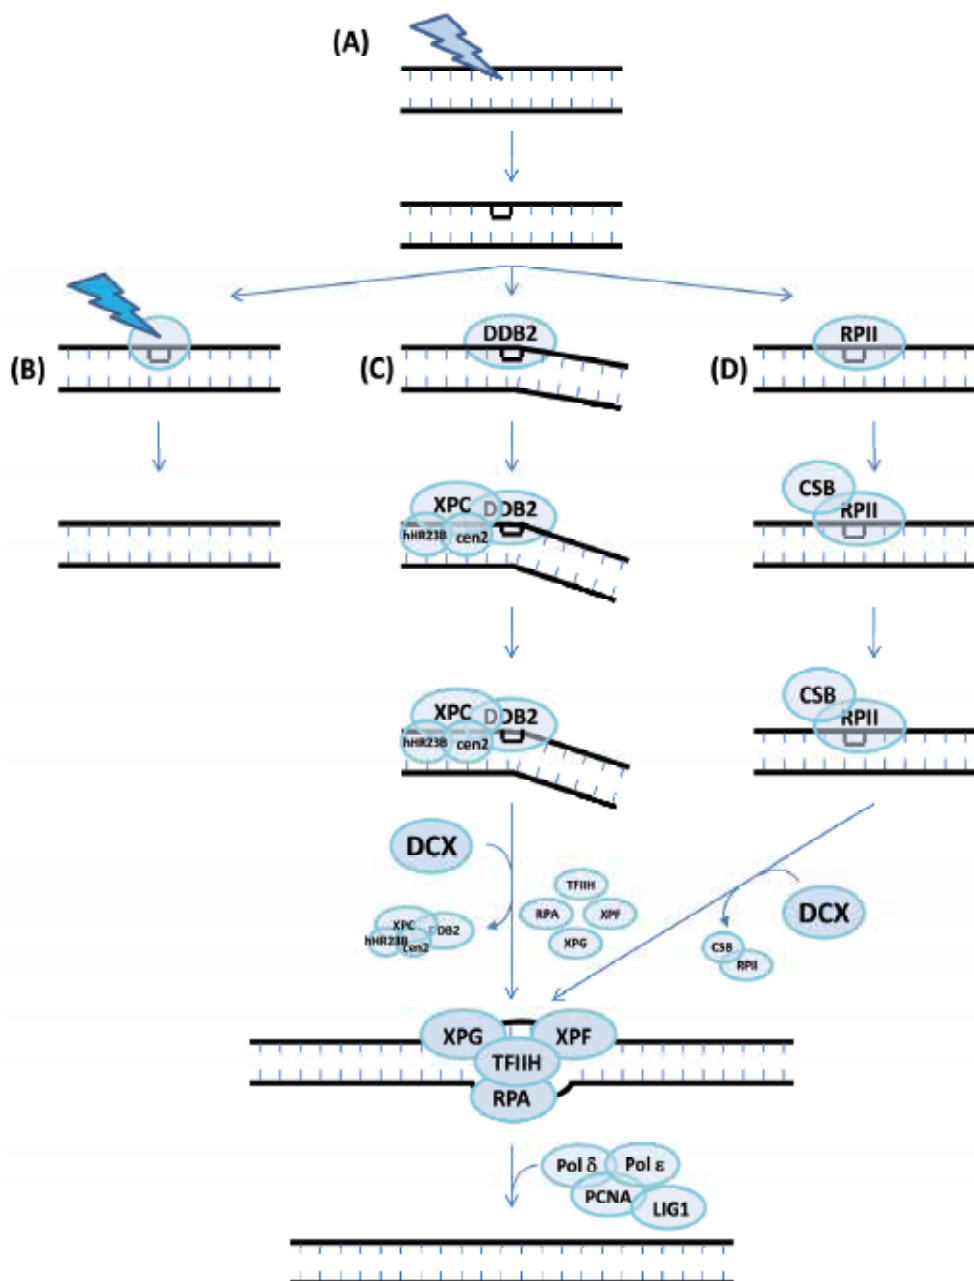 (A)
(B)
(C)
DDB2
(D)
RPII
XPC
DDB2
hHR23B
cen2
CSB
RPII
XPC
DDB2
hHR23B
cen2
CSB
RPII
DCX
TFIIH
RPA
XPF
XPG
XPC
DDB2
hHR23B
cen2
DCX
CSB
RPII
XPG
XPF
TFIIH
RPA
Pol δ
Pol ε
PCNA
LIG1